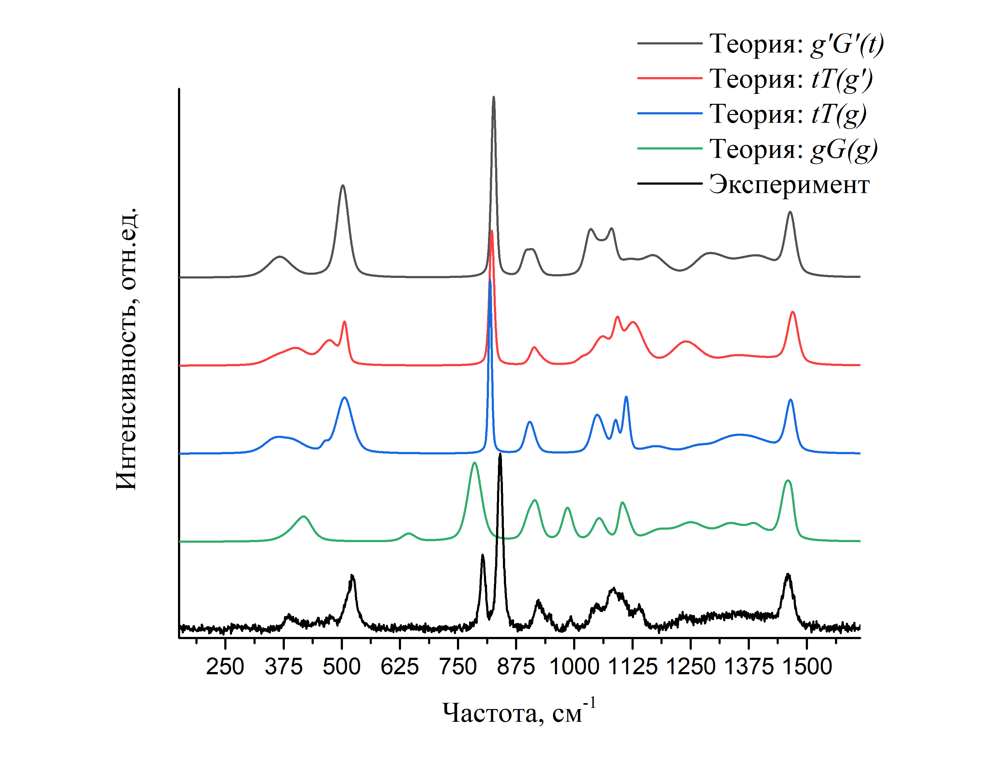 Теория: g'G'(t)
Теория: tT(g')
Теория: tT(g)
Теория: gG(g)
Эксперимент
Интенсивность, отн.ед.
250 375 500 625 750 875 1000 1125 1250 1375 1500
Частота, см-1